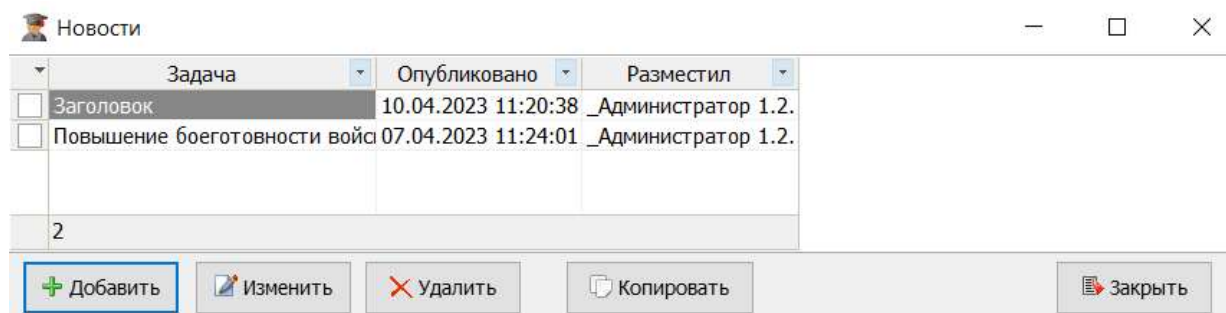 Новости
Задача Опубликовано Разместил
Заголовок 10.04.2023 11:20:38 _Администратор 1.2.
Повышение боеготовности войс 07.04.2023 11:24:01 _Администратор 1.2.
2
Добавить Изменить Удалить Копировать Закрыть